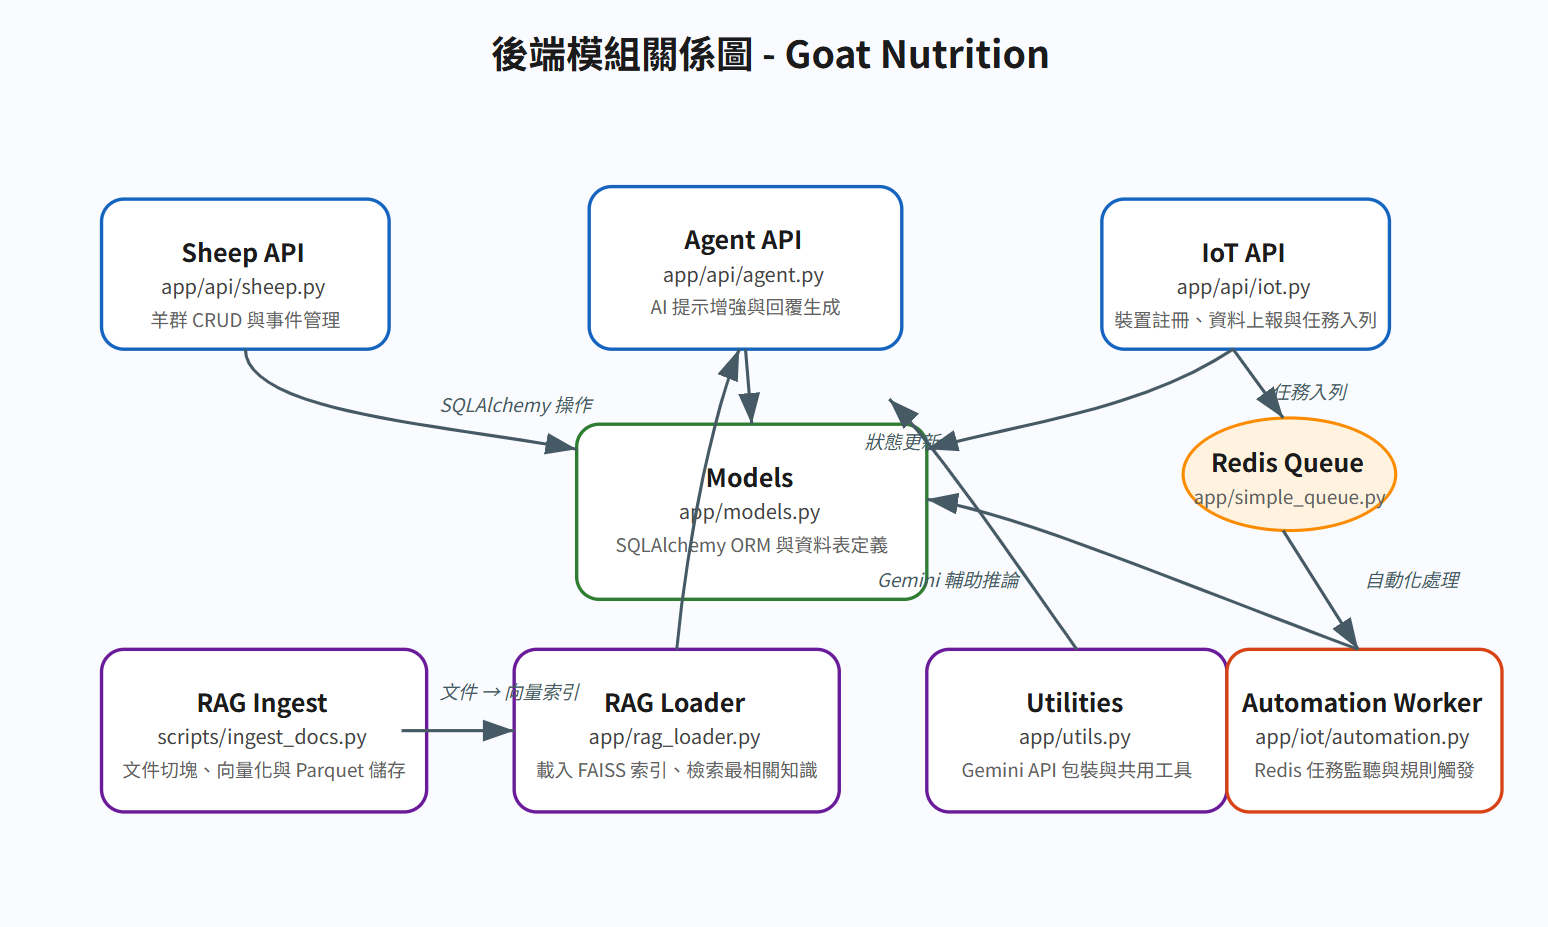 後端模組關係圖 - Goat Nutrition
Sheep API
app/api/sheep.py
羊群 CRUD 與事件管理
Agent API
app/api/agent.py
AI 提示增強與回覆生成
IoT API
app/api/iot.py
裝置註冊、資料上報與任務入列
SQLAlchemy 操作
任務入列
狀態更新
Models
app/models.py
SQLAlchemy ORM 與資料表定義
Redis Queue
app/simple_queue.py
Gemini 輔助推論
自動化處理
RAG Ingest
scripts/ingest_docs.py
文件切塊、向量化與 Parquet 儲存
文件 → 向量索引
RAG Loader
app/rag_loader.py
載入 FAISS 索引、檢索最相關知識
Utilities
app/utils.py
Gemini API 包裝與共用工具
Automation Worker
app/iot/automation.py
Redis 任務監聽與規則觸發